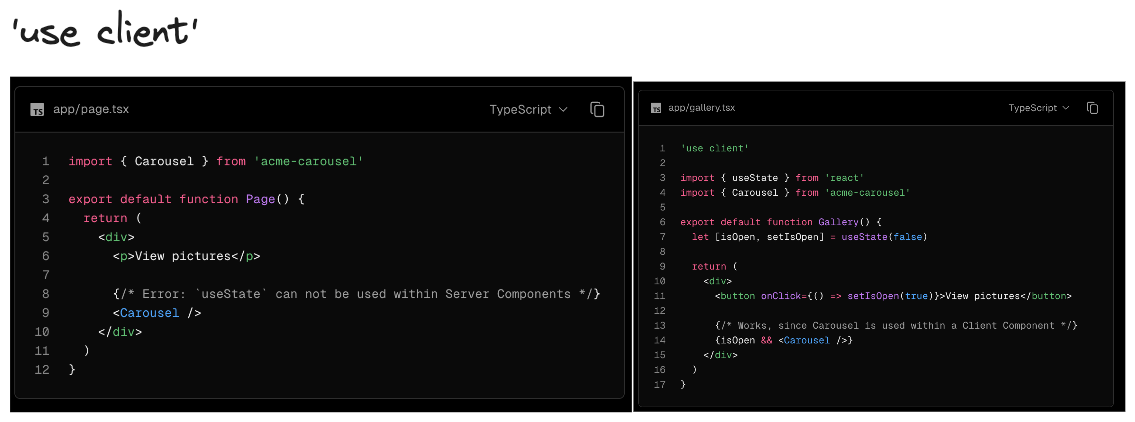 'use client'
TS app/page.tsx TypeScript
1 import { Carousel } from 'acme-carousel'
2
3 export default function Page() {
4   return (
5     <div>
6       <p>View pictures</p>
7
8       {/* Error: `useState` can not be used within Server Components */}
9       <Carousel />
10     </div>
11   )
12 }
TS app/gallery.tsx TypeScript
1 'use client'
2
3 import { useState } from 'react'
4 import { Carousel } from 'acme-carousel'
5
6 export default function Gallery() {
7   let [isOpen, setIsOpen] = useState(false)
8
9   return (
10     <div>
11       <button onClick={() => setIsOpen(true)}>View pictures</button>
12
13       {/* Works, since Carousel is used within a Client Component */}
14       {isOpen && <Carousel />}
15     </div>
16   )
17 }